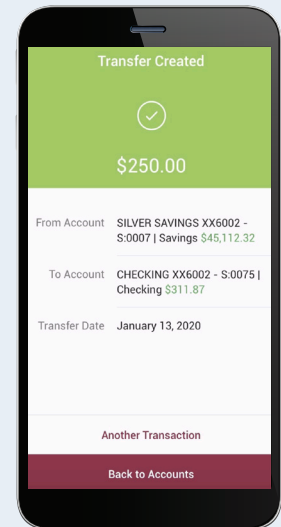 Transfer Created
$250.00
From Account
SILVER SAVINGS XX6002 -
S:0007 | Savings $45,112.32
To Account
CHECKING XX6002 - S:0075 |
Checking $311.87
Transfer Date
January 13, 2020
Another Transaction
Back to Accounts